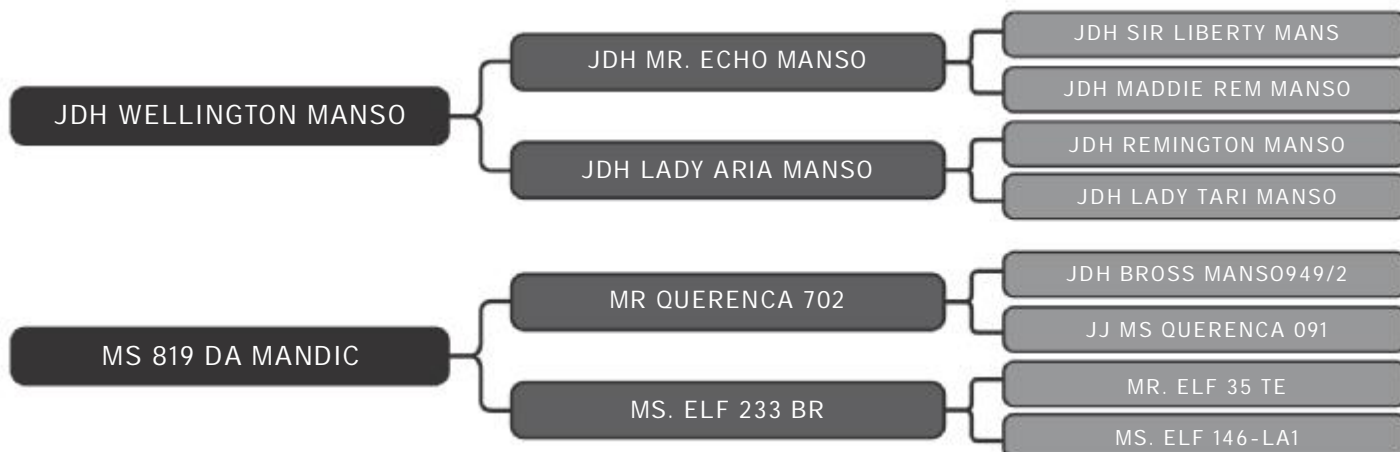 JDH WELLINGTON MANSO
JDH MR. ECHO MANSO
JDH SIR LIBERTY MANS
JDH MADDIE REM MANSO
JDH LADY ARIA MANSO
JDH REMINGTON MANSO
JDH LADY TARI MANSO
MS 819 DA MANDIC
MR QUERENCA 702
JDH BROSS MANSO949/2
JJ MS QUERENCA 091
MS. ELF 233 BR
MR. ELF 35 TE
MS. ELF 146-LA1